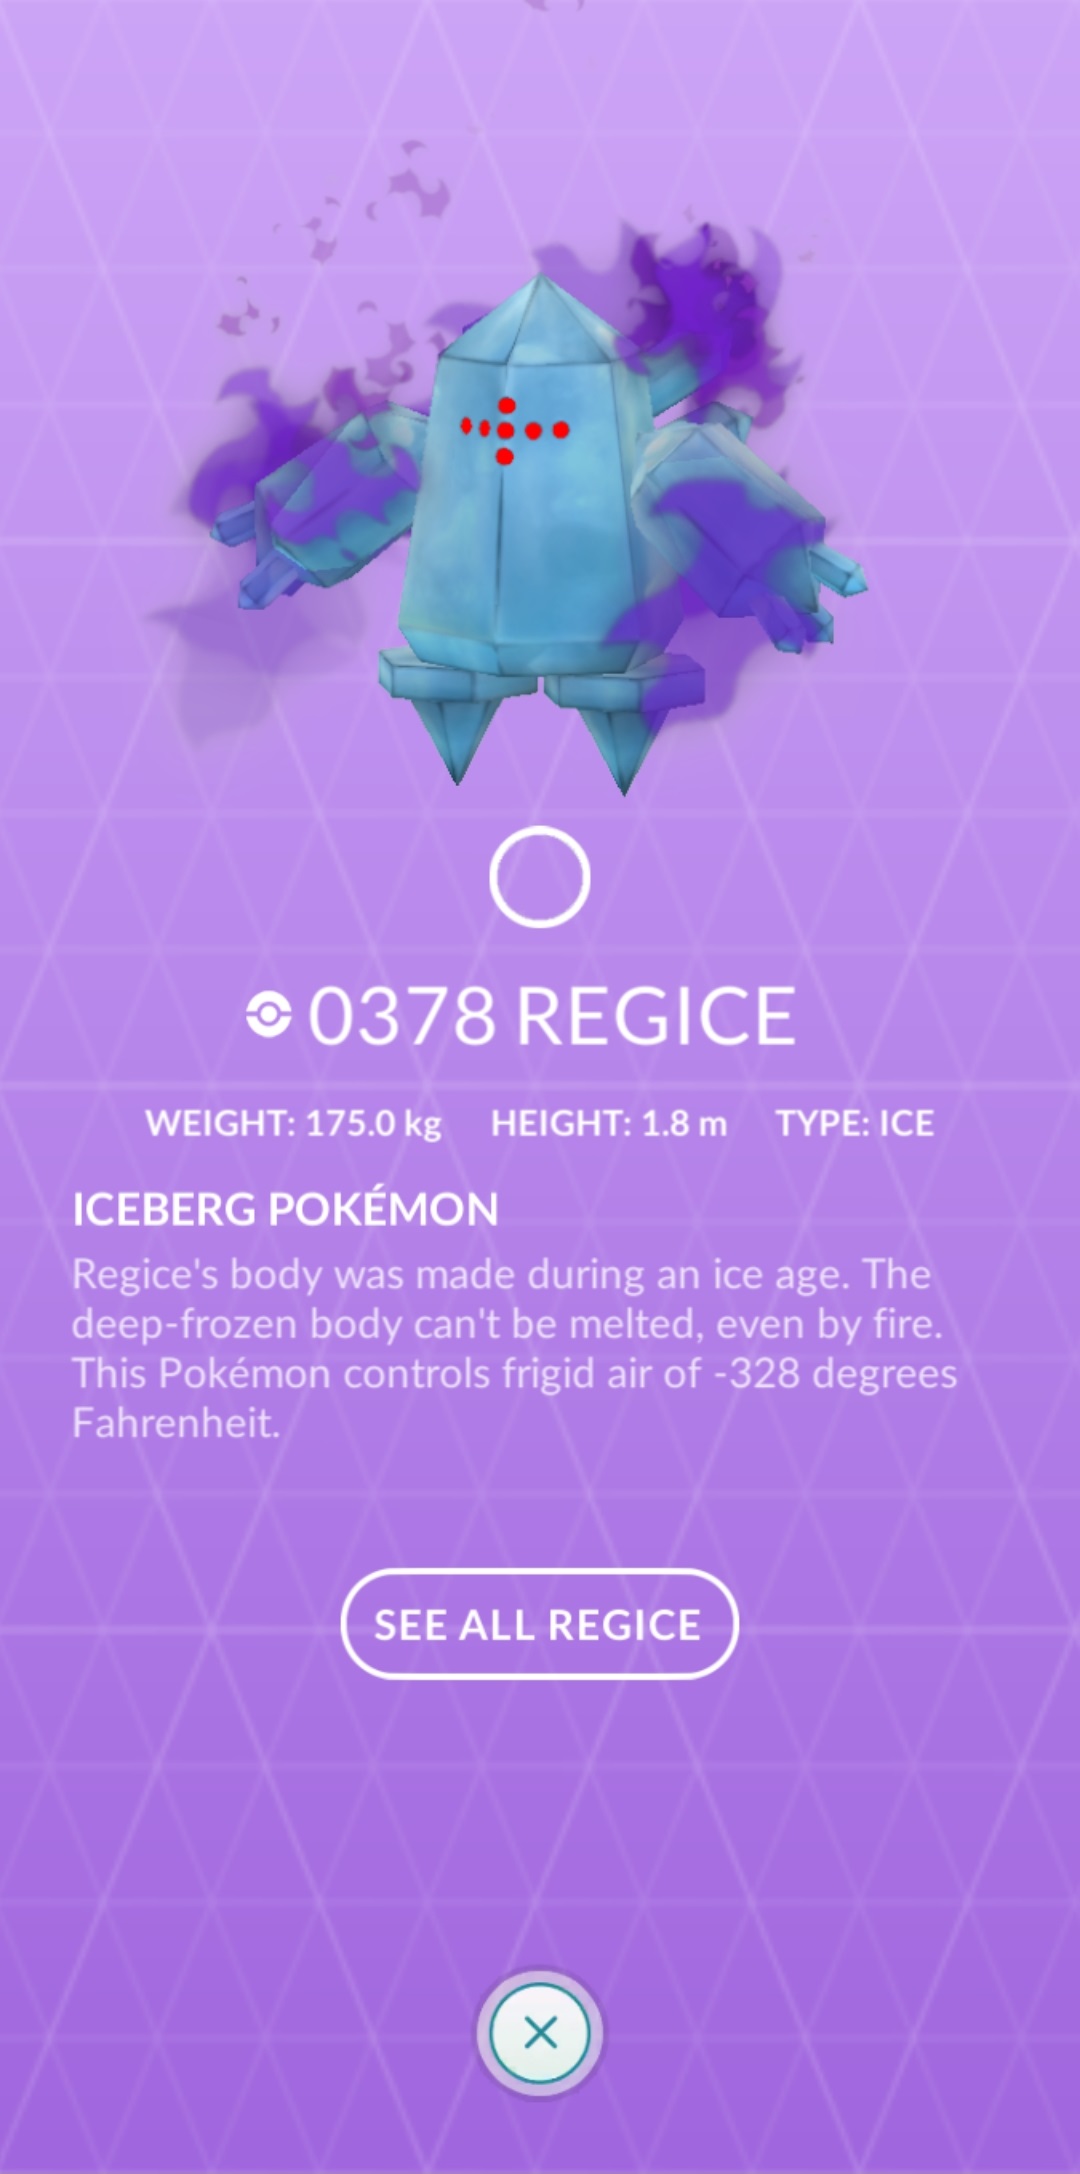 0378 REGICE
WEIGHT: 175.0 kg HEIGHT: 1.8 m TYPE: ICE
ICEBERG POKÉMON
Regice's body was made during an ice age. The
deep-frozen body can't be melted, even by fire.
This Pokémon controls frigid air of -328 degrees
Fahrenheit.
SEE ALL REGICE